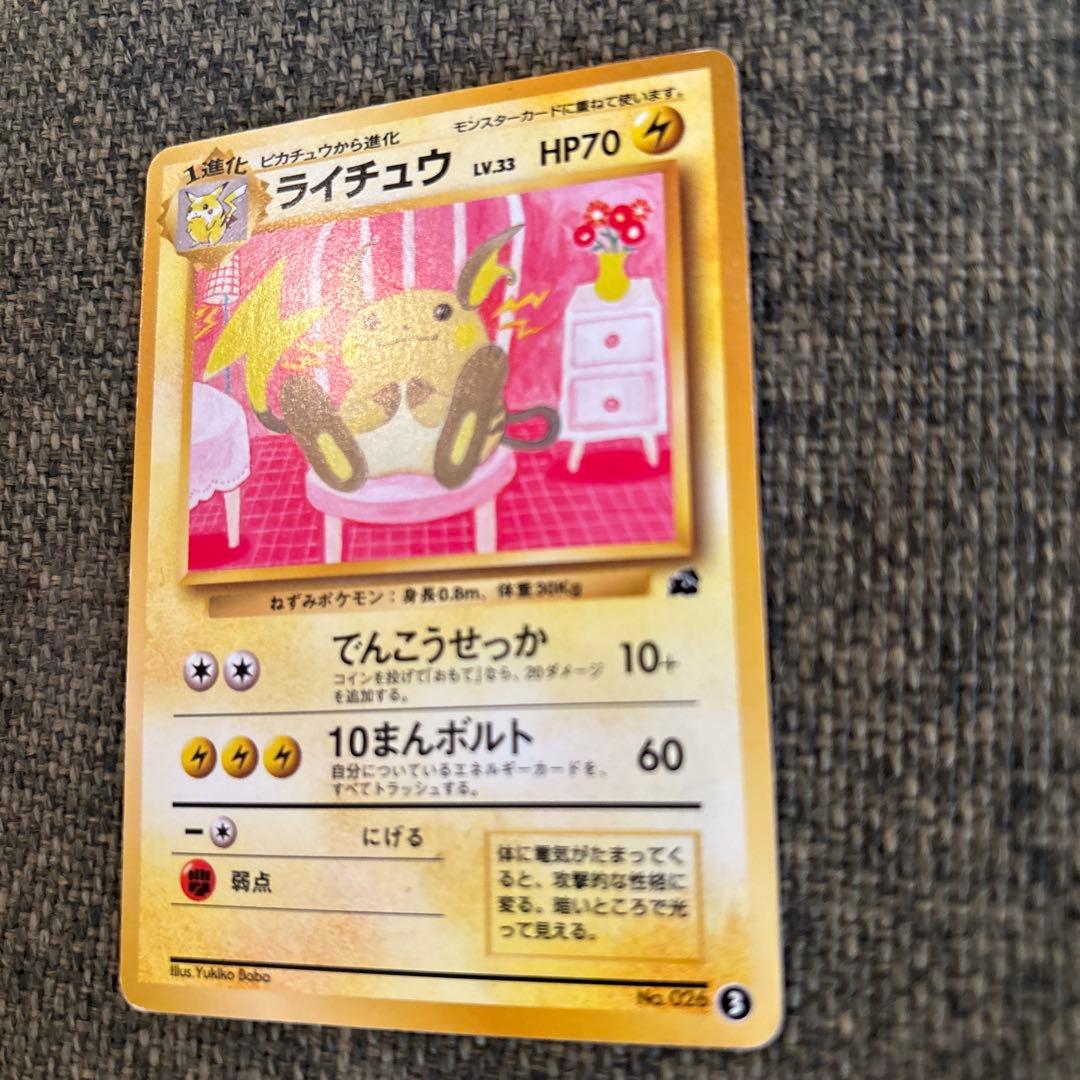 1進化 ピカチュウから進化 モンスターカードに重ねて使います。
ライチュウ LV.33 HP70
ねずみポケモン：身長0.8m、体重30Kg
でんこうせっか 10+
コインを投げて「おもて」なら、20ダメージ
を追加する。
10まんボルト 60
自分についているエネルギーカードを、
すべてトラッシュする。
にげる
弱点
体に電気がたまってく
ると、攻撃的な性格に
変る。暗いところで光
って見える。
Illus. Yukiko Baba
No. 026 3